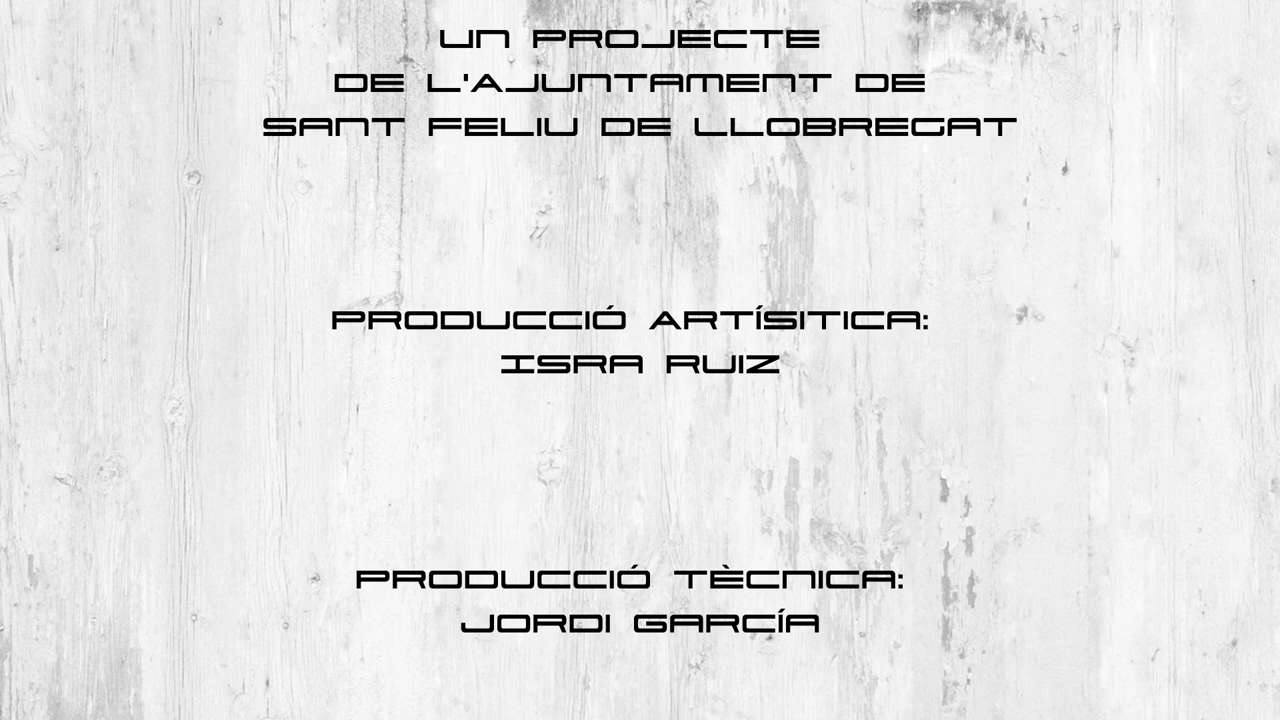 UN PROJECTE
DE L'AJUNTAMENT DE
SANT FELIU DE LLOBREGAT
PRODUCCIÓ ARTÍSITICA:
ISRA RUIZ
PRODUCCIÓ TÈCNICA:
JORDI GARCÍA